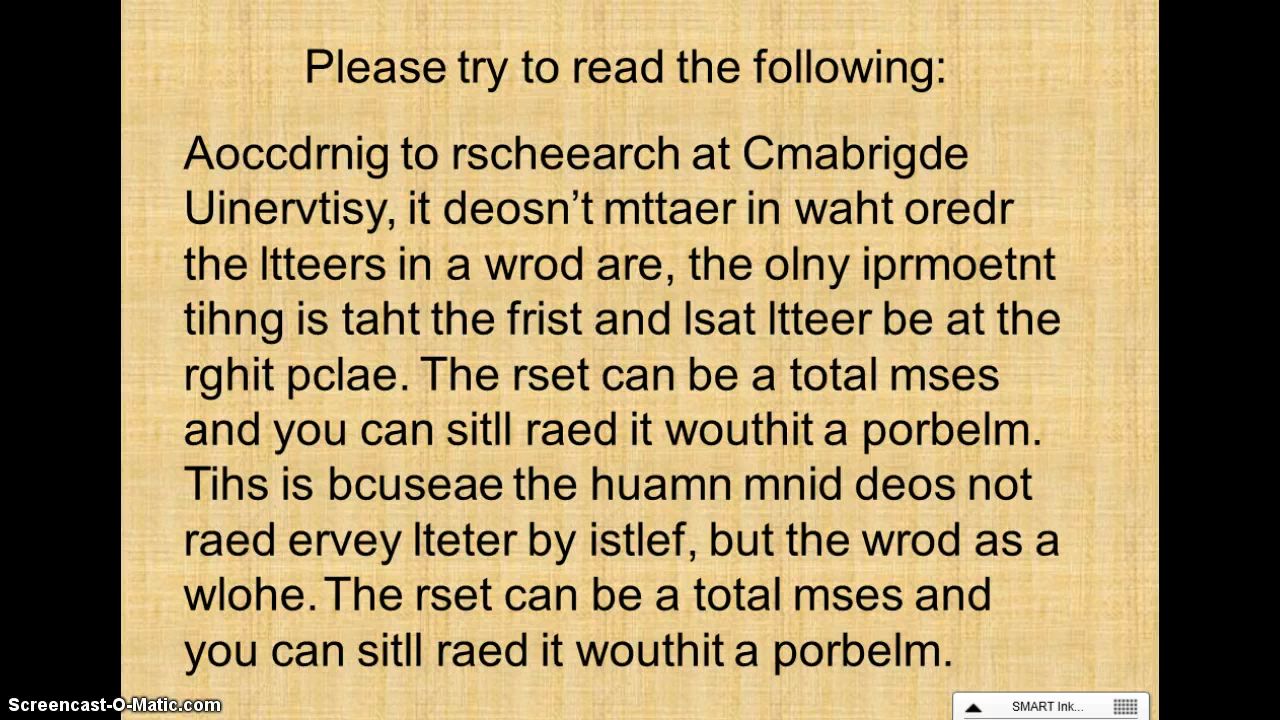 Please try to read the following:
Aoccdrnig to rscheearch at Cmabrigde
Uinervtisy, it deosn’t mttaer in waht oredr
the ltteers in a wrod are, the olny iprmoetnt
tihng is taht the frist and lsat ltteer be at the
rghit pclae. The rset can be a total mses
and you can sitll raed it wouthit a porbelm.
Tihs is bcuseae the huamn mnid deos not
raed ervey lteter by istlef, but the wrod as a
wlohe. The rset can be a total mses and
you can sitll raed it wouthit a porbelm.
Screencast-O-Matic.com
SMART Ink...